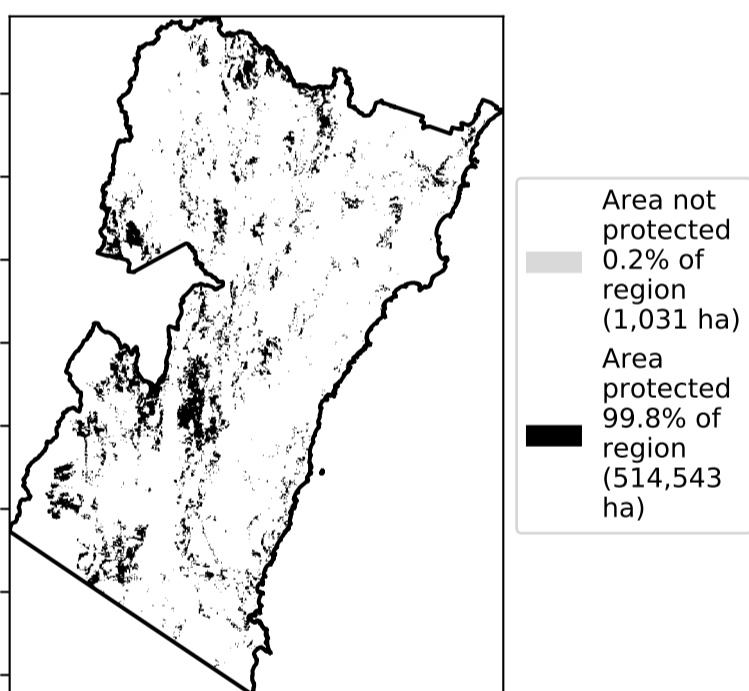 Area not
protected
0.2% of
region
(1,031 ha)
Area
protected
99.8% of
region
(514,543
ha)